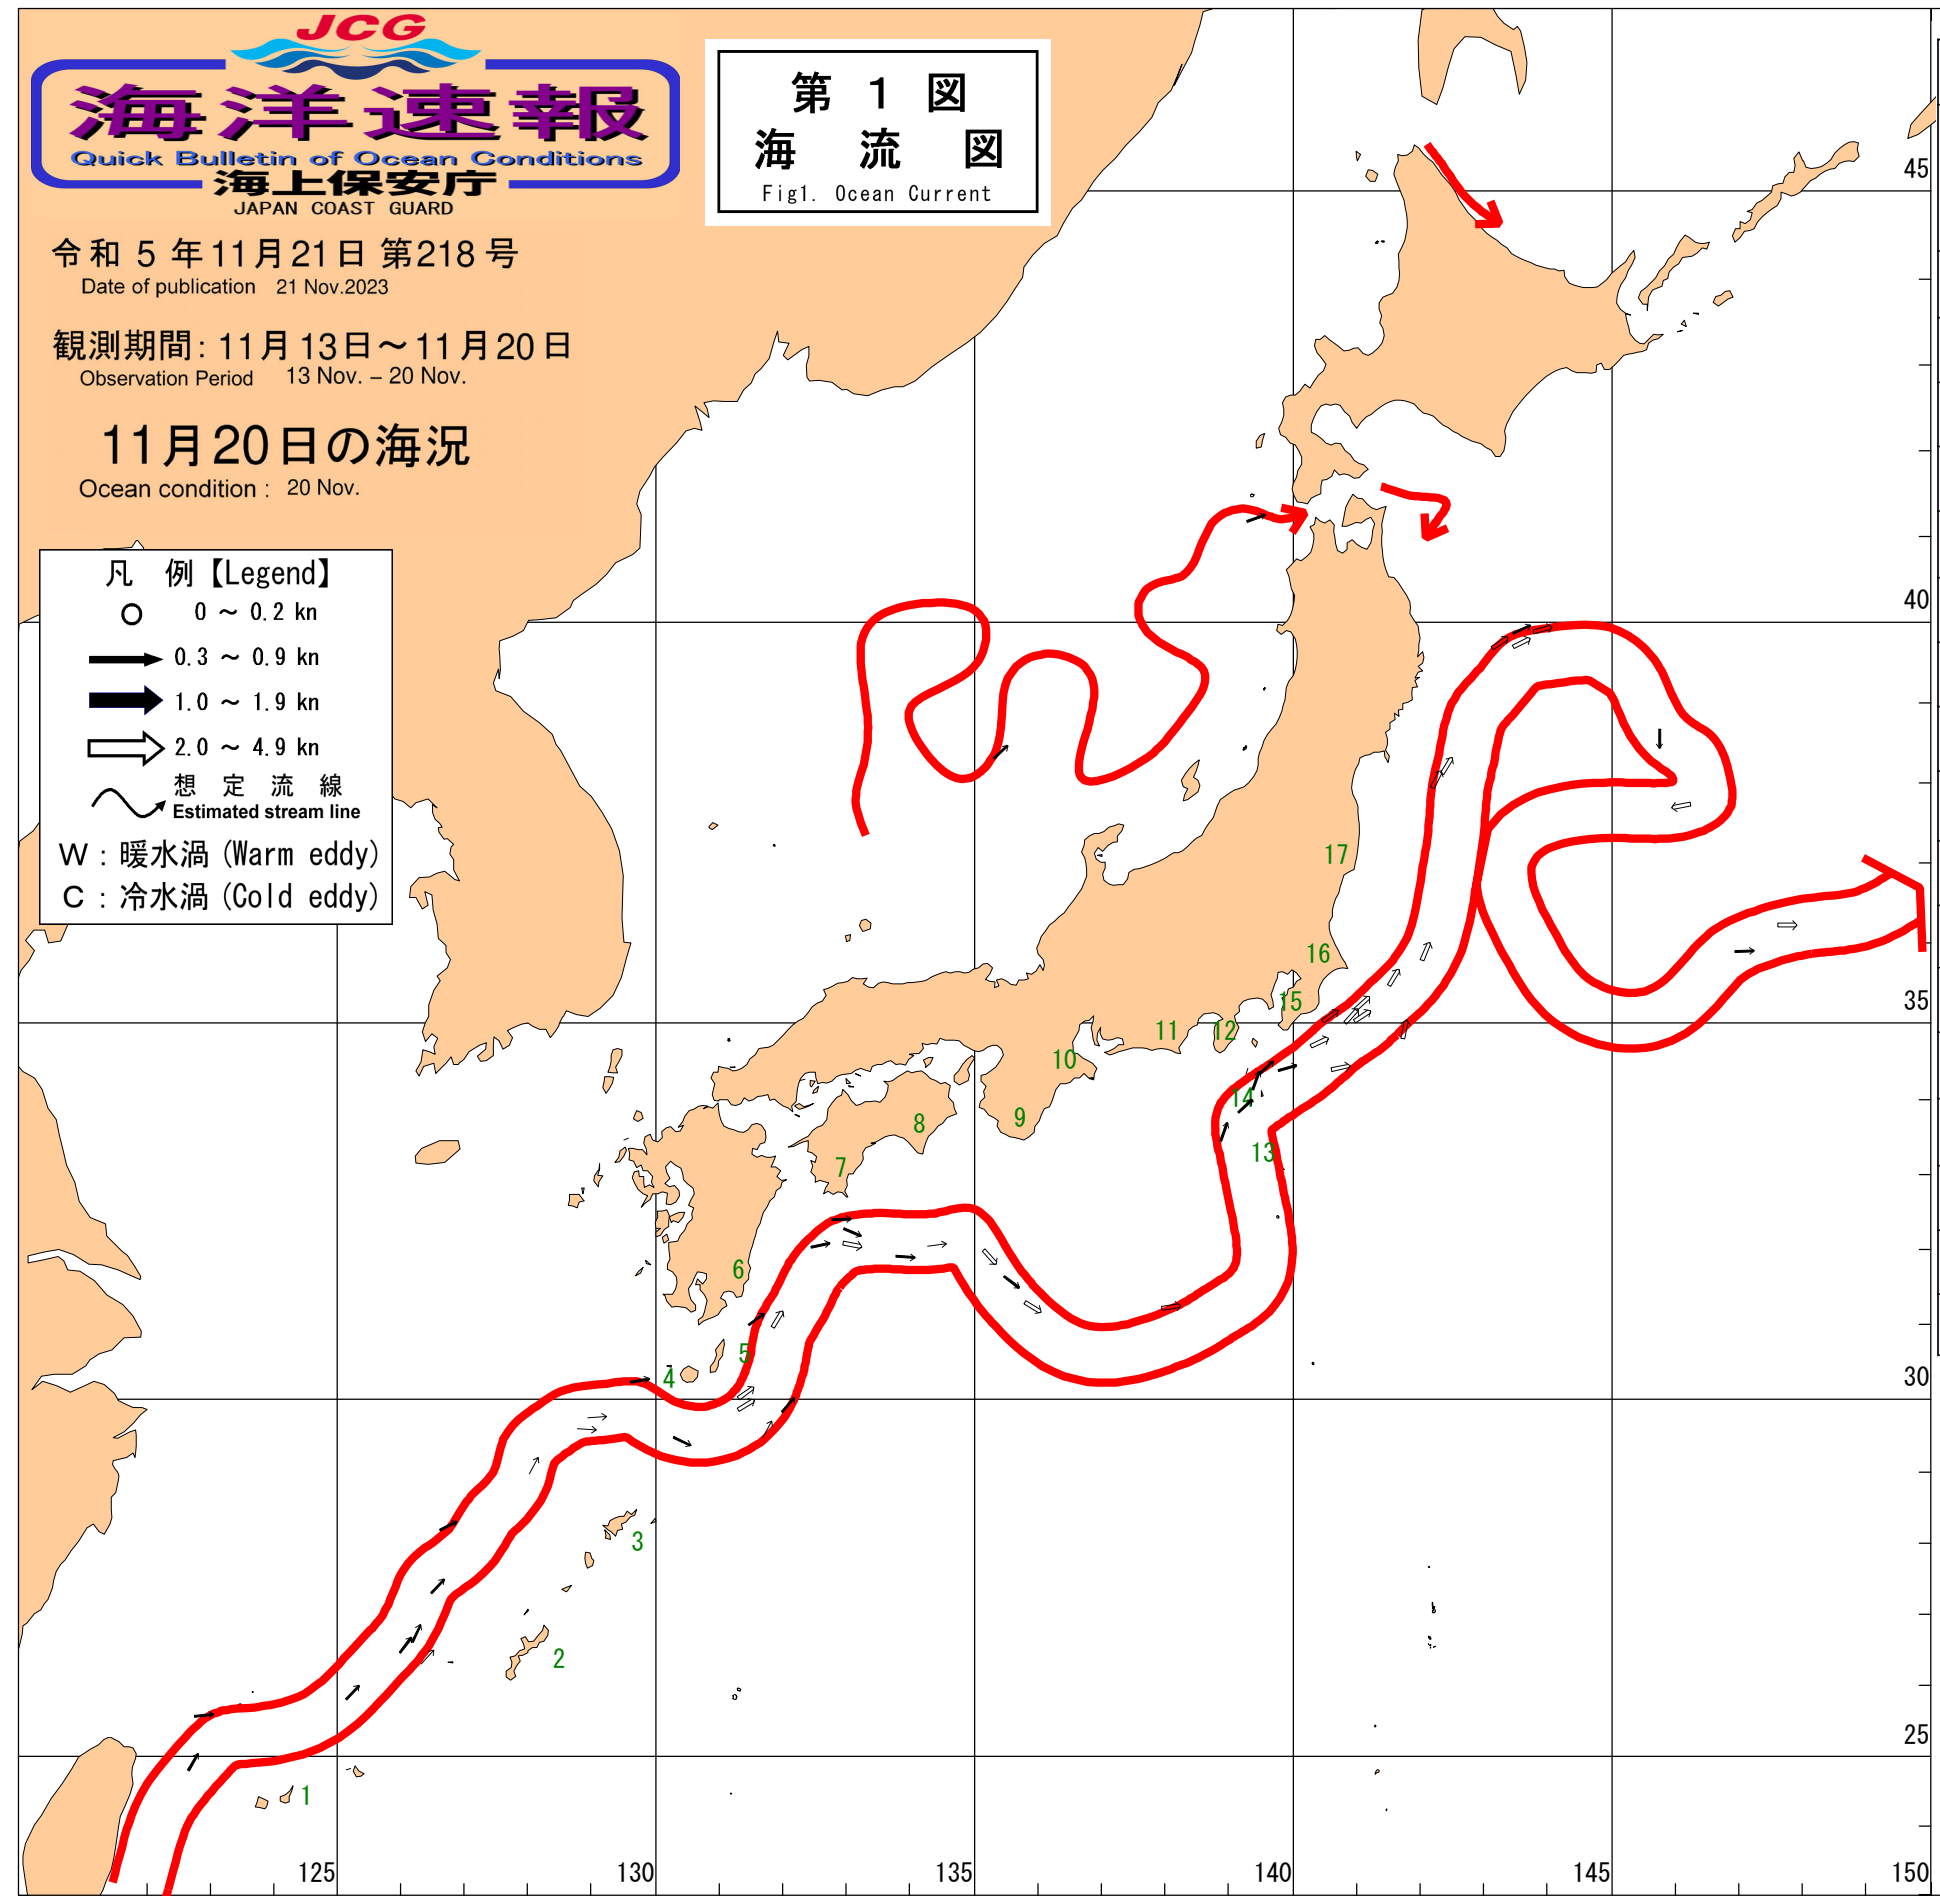 JCG
海洋速報
Quick Bulletin of Ocean Conditions
海上保安庁
JAPAN COAST GUARD
令和 5 年11月21日 第218号
Date of publication 21 Nov.2023
観測期間: 11月13日～11月20日
Observation Period 13 Nov. – 20 Nov.
11月20日の海況
Ocean condition : 20 Nov.
第 1 図
海 流 図
Fig1. Ocean Current
凡 例【Legend】
0 ～ 0.2 kn
0.3 ～ 0.9 kn
1.0 ～ 1.9 kn
2.0 ～ 4.9 kn
想 定 流 線
Estimated stream line
W : 暖水渦 (Warm eddy)
C : 冷水渦 (Cold eddy)
45
40
35
30
25
17
16
15
12
11
10
14
9
8
13
7
6
5
4
3
2
1
125
130
135
140
145
150